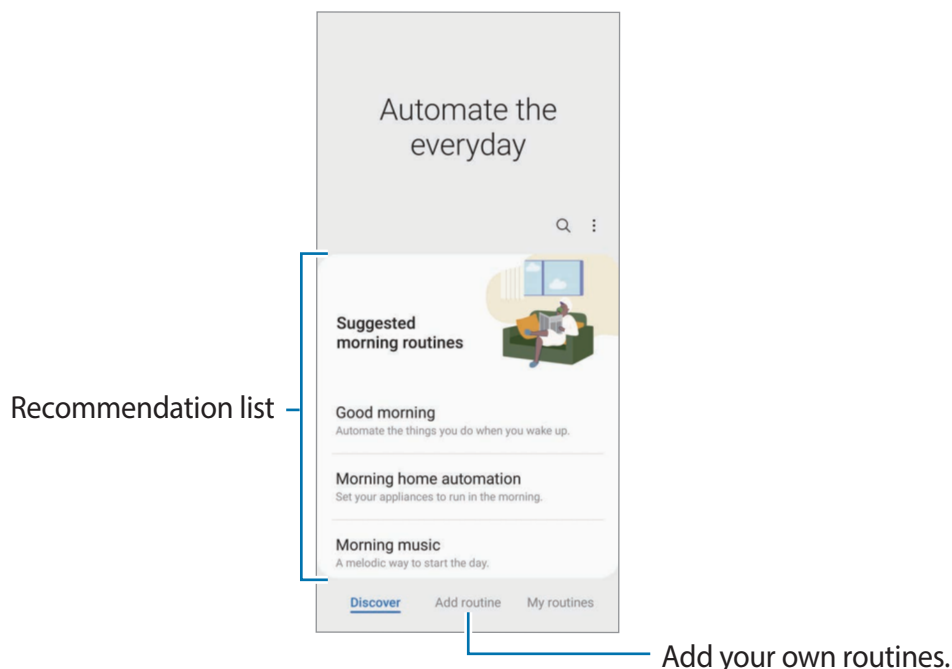 Automate the
everyday
Suggested
morning routines
Recommendation list
Good morning
Automate the things you do when you wake up.
Morning home automation
Set your appliances to run in the morning.
Morning music
A melodic way to start the day.
Discover
Add routine
My routines
Add your own routines.